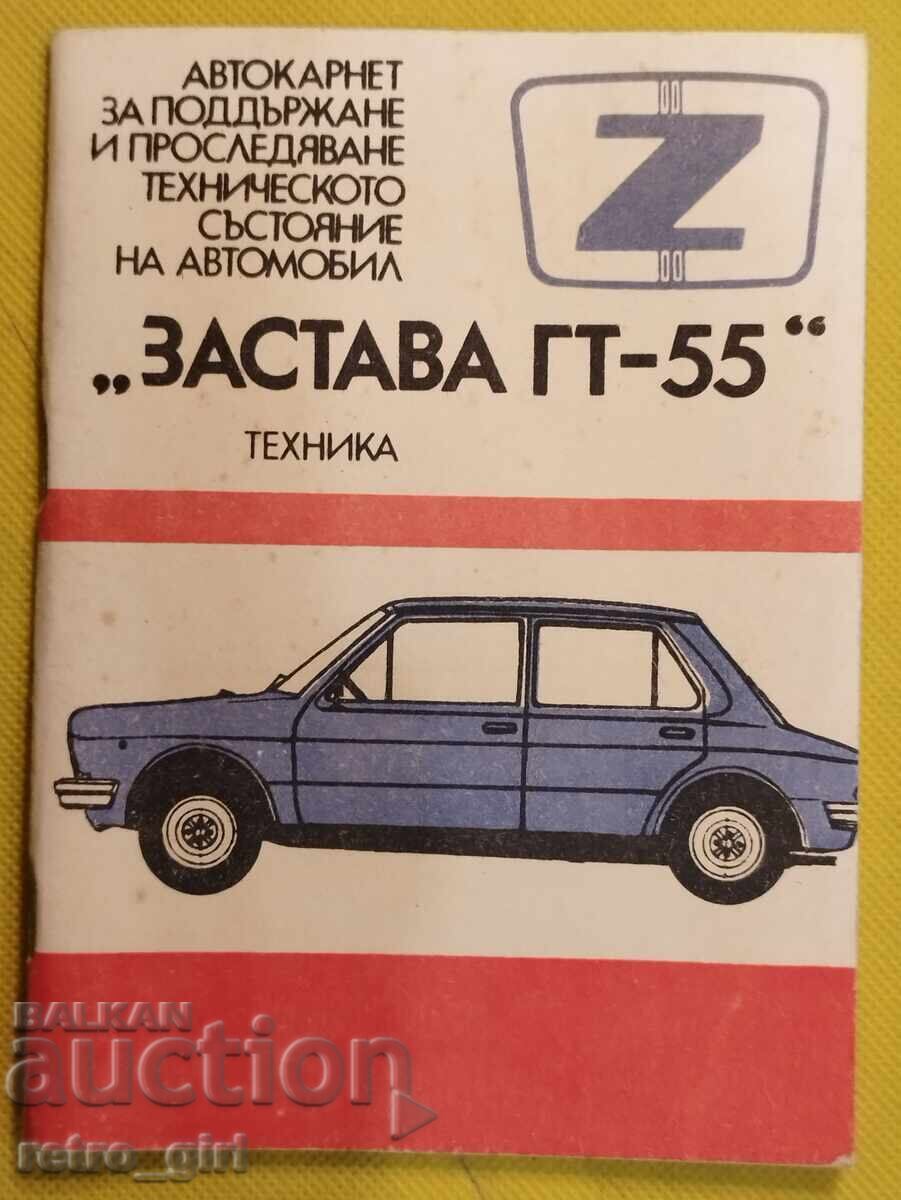 АВТОКАРНЕТ
ЗА ПОДДЪРЖАНЕ
И ПРОСЛЕДЯВАНЕ
ТЕХНИЧЕСКОТО
СЪСТОЯНИЕ
НА АВТОМОБИЛ
Z
„ЗАСТАВА ГТ-55“
ТЕХНИКА
BALKAN
auction
retro_girl